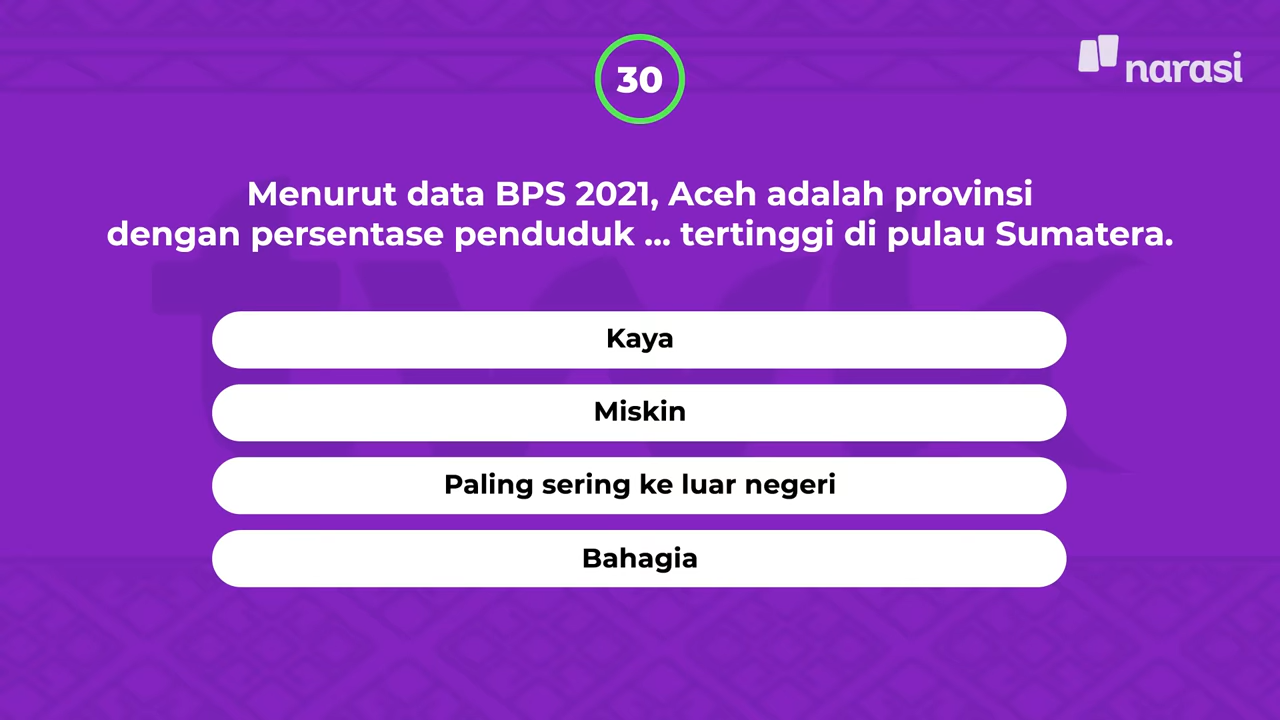 30
narasi
Menurut data BPS 2021, Aceh adalah provinsi
dengan persentase penduduk ... tertinggi di pulau Sumatera.
Kaya
Miskin
Paling sering ke luar negeri
Bahagia
twk